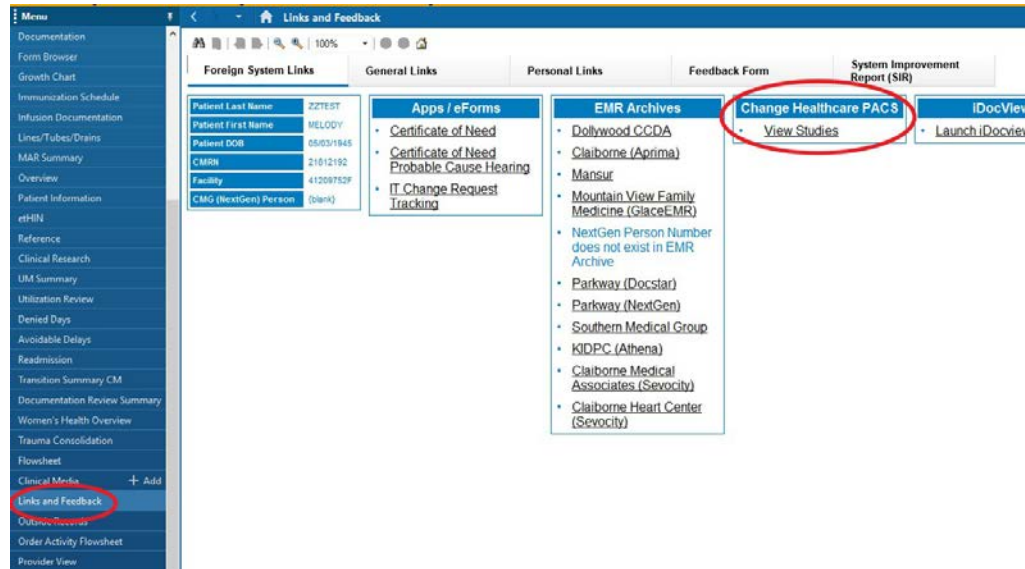 Menu
Documentation
Form Browser
Growth Chart
Immunization Schedule
Infusion Documentation
Lines/Tubes/Drains
MAR Summary
Overview
Patient Information
etHIN
Reference
Clinical Research
UM Summary
Utilization Review
Denied Days
Avoidable Delays
Readmission
Transition Summary CM
Documentation Review Summary
Women's Health Overview
Trauma Consolidation
Flowsheet
Clinical Media + Add
Links and Feedback
Outside Records
Order Activity Flowsheet
Provider View
Links and Feedback
100%
Foreign System Links
General Links
Personal Links
Feedback Form
System Improvement
Report (SIR)
Patient Last Name ZZTEST
Patient First Name MELODY
Patient DOB 05/03/1945
CMRN 21612192
Facility 41209752F
CMG (NextGen) Person (blank)
Apps / eForms
Certificate of Need
Certificate of Need
Probable Cause Hearing
IT Change Request
Tracking
EMR Archives
Dollywood CCDA
Claiborne (Aprima)
Mansur
Mountain View Family
Medicine (GlaceEMR)
NextGen Person Number
does not exist in EMR
Archive
Parkway (Docstar)
Parkway (NextGen)
Southern Medical Group
KIDPC (Athena)
Claiborne Medical
Associates (Sevocity)
Claiborne Heart Center
(Sevocity)
Change Healthcare PACS
View Studies
iDocView
Launch iDocview